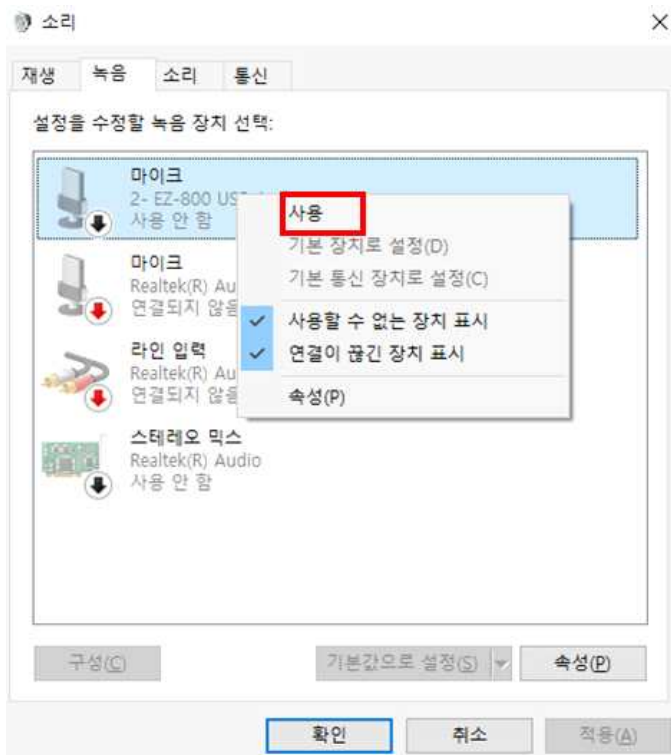 소리
재생 녹음 소리 통신
설정을 수정할 녹음 장치 선택:
마이크
2- EZ-800
사용 안 함
마이크
Realtek(R)
연결되지 않음
라인 입력
Realtek(R)
연결되지 않음
스테레오 믹스
Realtek(R) Audio
사용 안 함
사용
기본 장치로 설정(D)
기본 통신 장치로 설정(C)
사용할 수 없는 장치 표시
연결이 끊긴 장치 표시
속성(P)
구성(C) 기본값으로 설정(S) 속성(P)
확인 취소 적용(A)